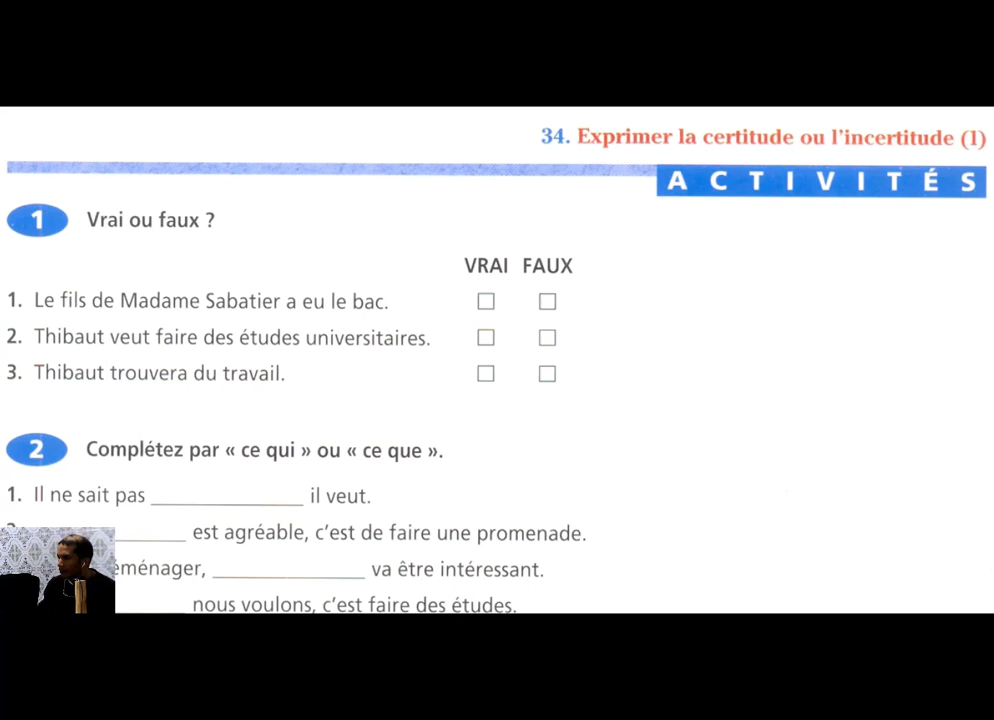 34. Exprimer la certitude ou l'incertitude (1)
ACTIVITÉS
1 Vrai ou faux ?
VRAI FAUX
1. Le fils de Madame Sabatier a eu le bac.
2. Thibaut veut faire des études universitaires.
3. Thibaut trouvera du travail.
2 Complétez par « ce qui » ou « ce que ».
1. Il ne sait pas ______________ il veut.
est agréable, c'est de faire une promenade.
éménager, ______________ va être intéressant.
nous voulons, c'est faire des études.